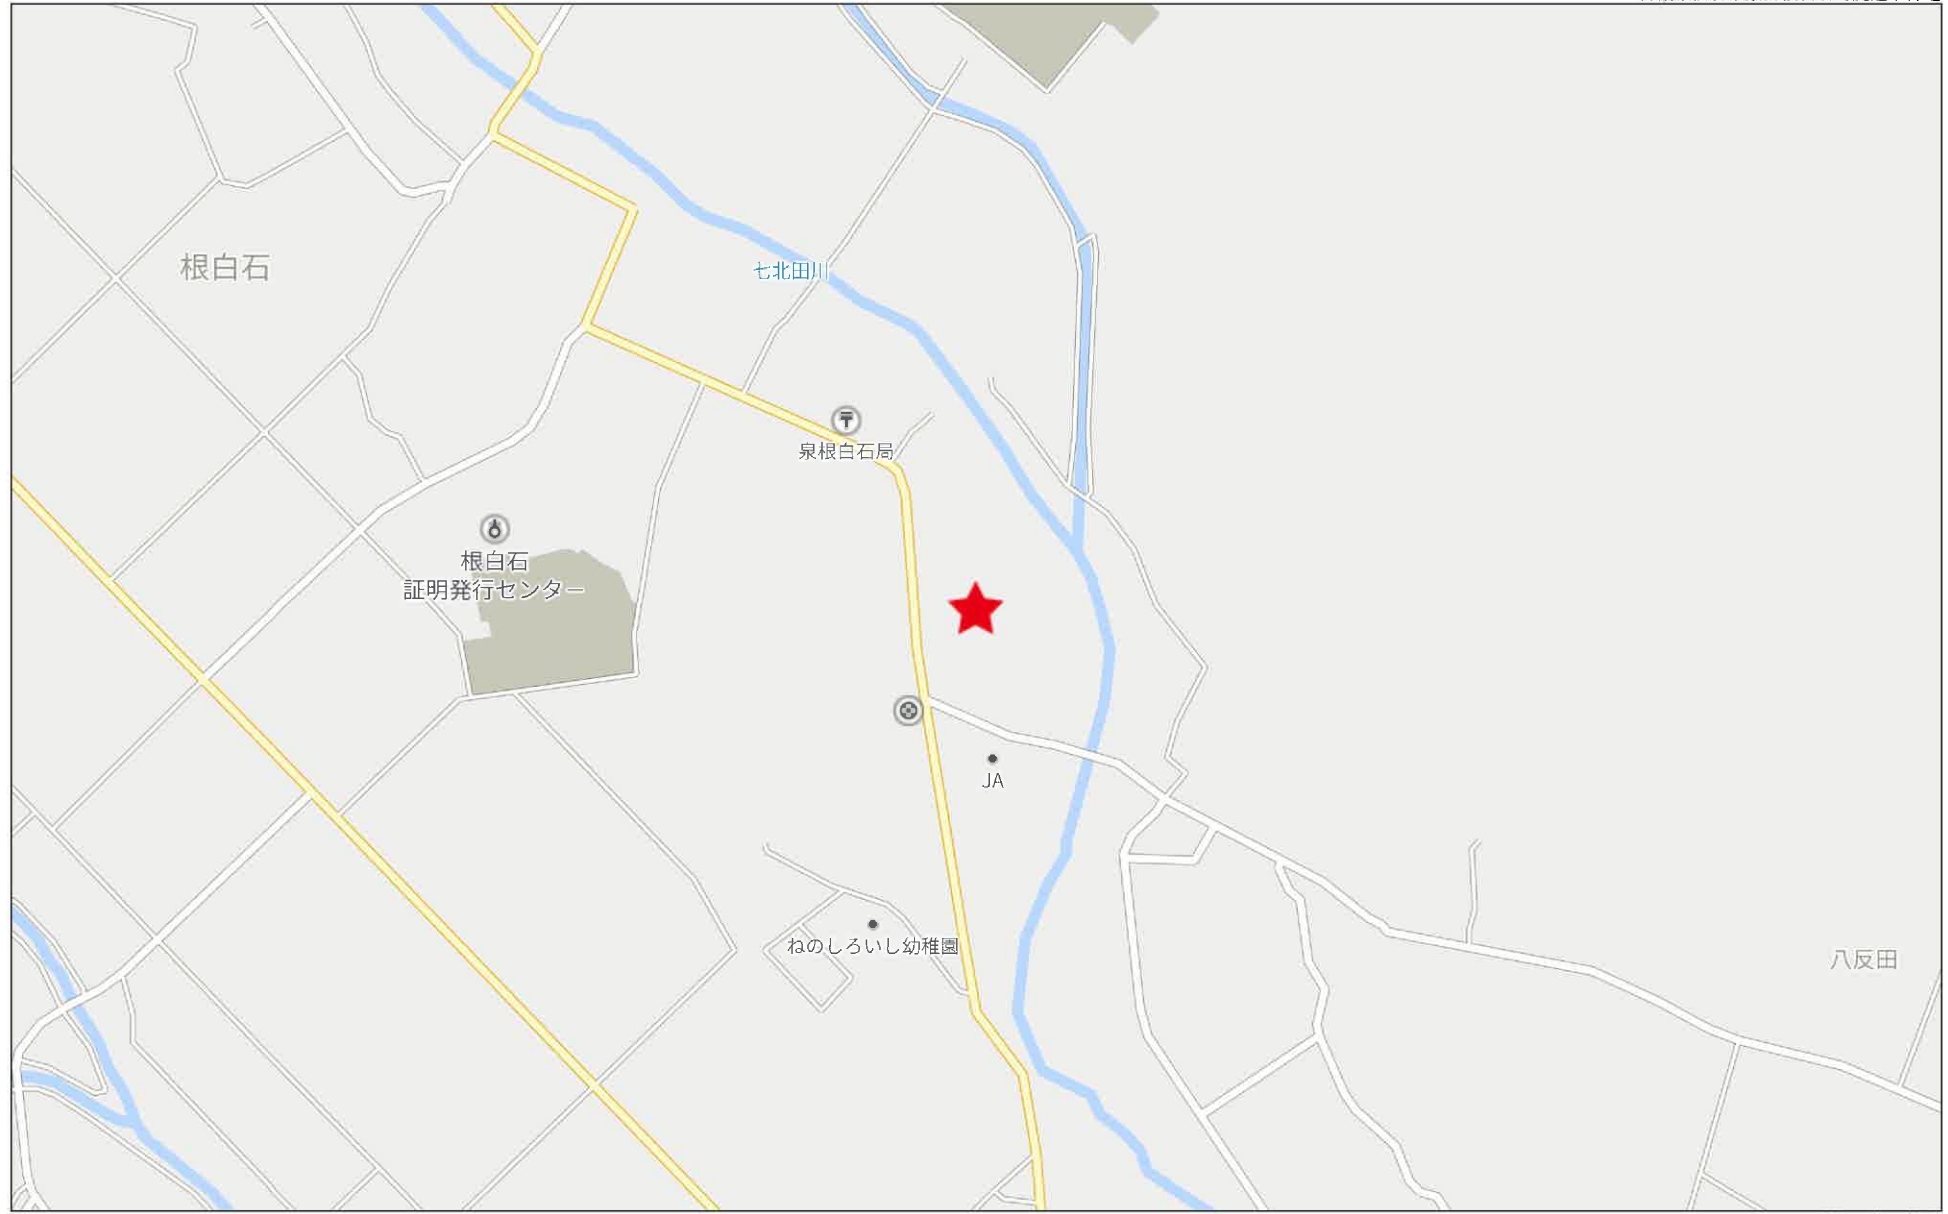 根白石
七北田川
泉根白石局
根白石
証明発行センター
JA
ねのしろいし幼稚園
八反田